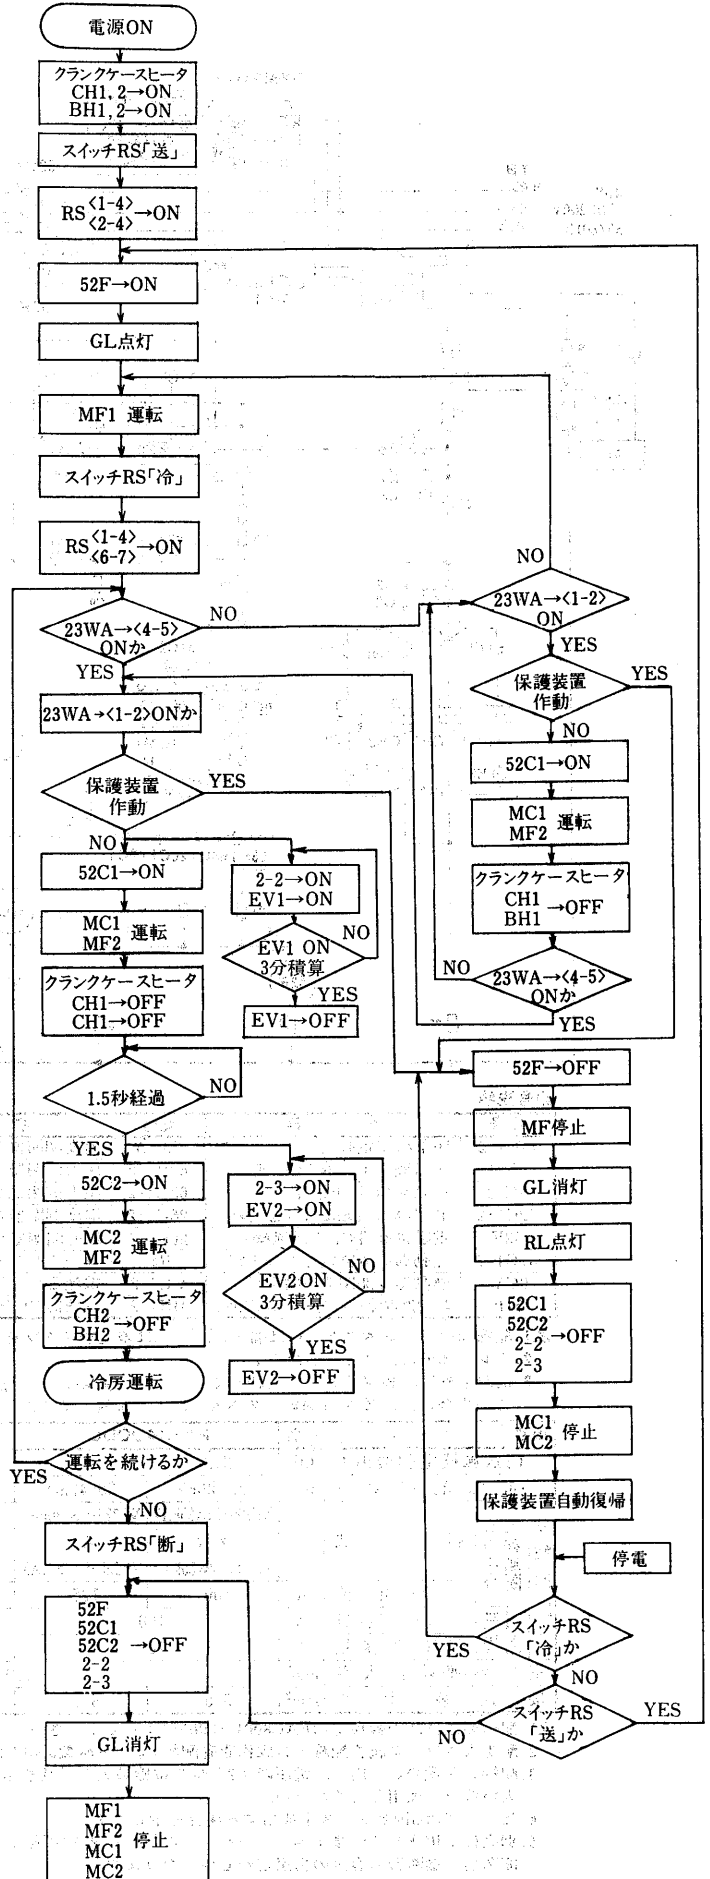 電源ON
クランクケースヒータ
CH1, 2→ON
BH1, 2→ON
スイッチRS「送」
RS<1-4>
<2-4>→ON
52F→ON
GL点灯
MF1 運転
スイッチRS「冷」
RS<1-4>
<6-7>→ON
23WA→<4-5>
ONか
NO
YES
23WA→<1-2>ONか
保護装置
作動
YES
NO
52C1→ON
MC1
MF2 運転
クランクケースヒータ
CH1→OFF
CH1→OFF
1.5秒経過
NO
YES
2-2→ON
EV1→ON
EV1 ON
3分積算
NO
YES
EV1→OFF
52C2→ON
MC2
MF2 運転
クランクケースヒータ
CH2
BH2 →OFF
2-3→ON
EV2→ON
EV2 ON
3分積算
NO
YES
EV2→OFF
冷房運転
運転を続けるか
YES
NO
スイッチRS「断」
52F
52C1
52C2 →OFF
2-2
2-3
GL消灯
MF1
MF2
MC1 停止
MC2
NO
23WA→<1-2>
ON
YES
保護装置
作動
YES
NO
52C1→ON
MC1
MF2 運転
クランクケースヒータ
CH1
BH1 →OFF
23WA→<4-5>
ONか
NO
YES
52F→OFF
MF停止
GL消灯
RL点灯
52C1
52C2
2-2 →OFF
2-3
MC1
MC2 停止
保護装置自動復帰
停電
スイッチRS
「冷」か
YES
NO
スイッチRS
「送」か
YES
NO